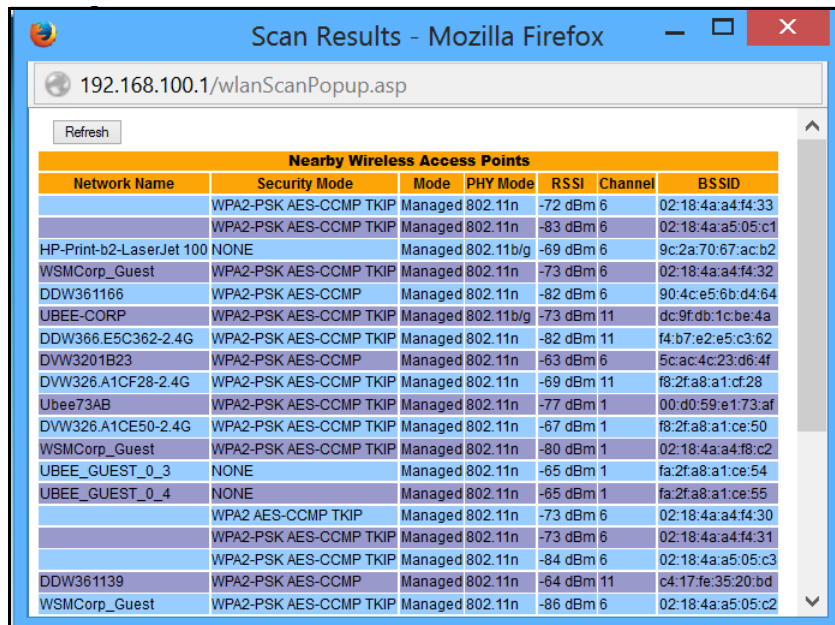 Scan Results - Mozilla Firefox
192.168.100.1/wlanScanPopup.asp
Refresh
Nearby Wireless Access Points
Network Name Security Mode Mode PHY Mode RSSI Channel BSSID
WPA2-PSK AES-CCMP TKIP Managed 802.11n -72 dBm 6 02:18:4a:a4:f4:33
WPA2-PSK AES-CCMP TKIP Managed 802.11n -83 dBm 6 02:18:4a:a5:05:c1
HP-Print-b2-LaserJet 100 NONE Managed 802.11b/g -69 dBm 6 9c:2a:70:67:ac:b2
WSMCorp_Guest WPA2-PSK AES-CCMP TKIP Managed 802.11n -73 dBm 6 02:18:4a:a4:f4:32
DDW361166 WPA2-PSK AES-CCMP Managed 802.11n -82 dBm 6 90:4c:e5:6b:d4:64
UBEE-CORP WPA2-PSK AES-CCMP TKIP Managed 802.11b/g -73 dBm 11 dc:9f:db:1c:be:4a
DDW366.E5C362-2.4G WPA2-PSK AES-CCMP TKIP Managed 802.11n -82 dBm 11 f4:b7:e2:e5:c3:62
DVW3201B23 WPA2-PSK AES-CCMP Managed 802.11n -63 dBm 6 5c:ac:4c:23:d6:4f
DVW326.A1CF28-2.4G WPA2-PSK AES-CCMP TKIP Managed 802.11n -69 dBm 11 f8:2f:a8:a1:cf:28
Ubee73AB WPA2-PSK AES-CCMP TKIP Managed 802.11n -77 dBm 1 00:d0:59:e1:73:af
DVW326.A1CE50-2.4G WPA2-PSK AES-CCMP TKIP Managed 802.11n -67 dBm 1 f8:2f:a8:a1:ce:50
WSMCorp_Guest WPA2-PSK AES-CCMP TKIP Managed 802.11n -80 dBm 1 02:18:4a:a4:f8:c2
UBEE_GUEST_0_3 NONE Managed 802.11n -65 dBm 1 fa:2f:a8:a1:ce:54
UBEE_GUEST_0_4 NONE Managed 802.11n -65 dBm 1 fa:2f:a8:a1:ce:55
WPA2 AES-CCMP TKIP Managed 802.11n -73 dBm 6 02:18:4a:a4:f4:30
WPA2-PSK AES-CCMP TKIP Managed 802.11n -73 dBm 6 02:18:4a:a4:f4:31
WPA2-PSK AES-CCMP TKIP Managed 802.11n -84 dBm 6 02:18:4a:a5:05:c3
DDW361139 WPA2-PSK AES-CCMP Managed 802.11n -64 dBm 11 c4:17:fe:35:20:bd
WSMCorp_Guest WPA2-PSK AES-CCMP TKIP Managed 802.11n -86 dBm 6 02:18:4a:a5:05:c2